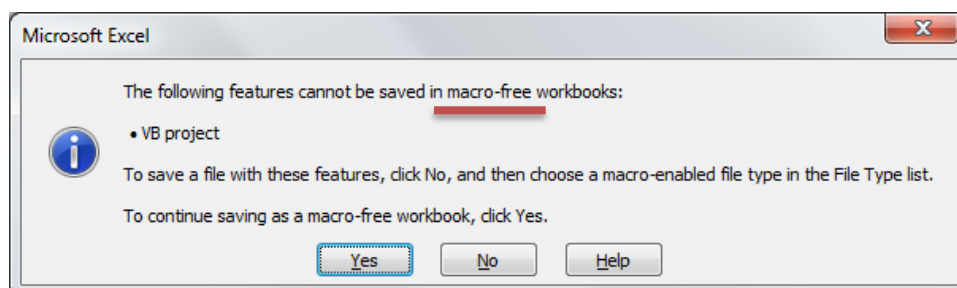 Microsoft Excel
The following features cannot be saved in macro-free workbooks:
• VB project
To save a file with these features, click No, and then choose a macro-enabled file type in the File Type list.
To continue saving as a macro-free workbook, click Yes.
Yes No Help